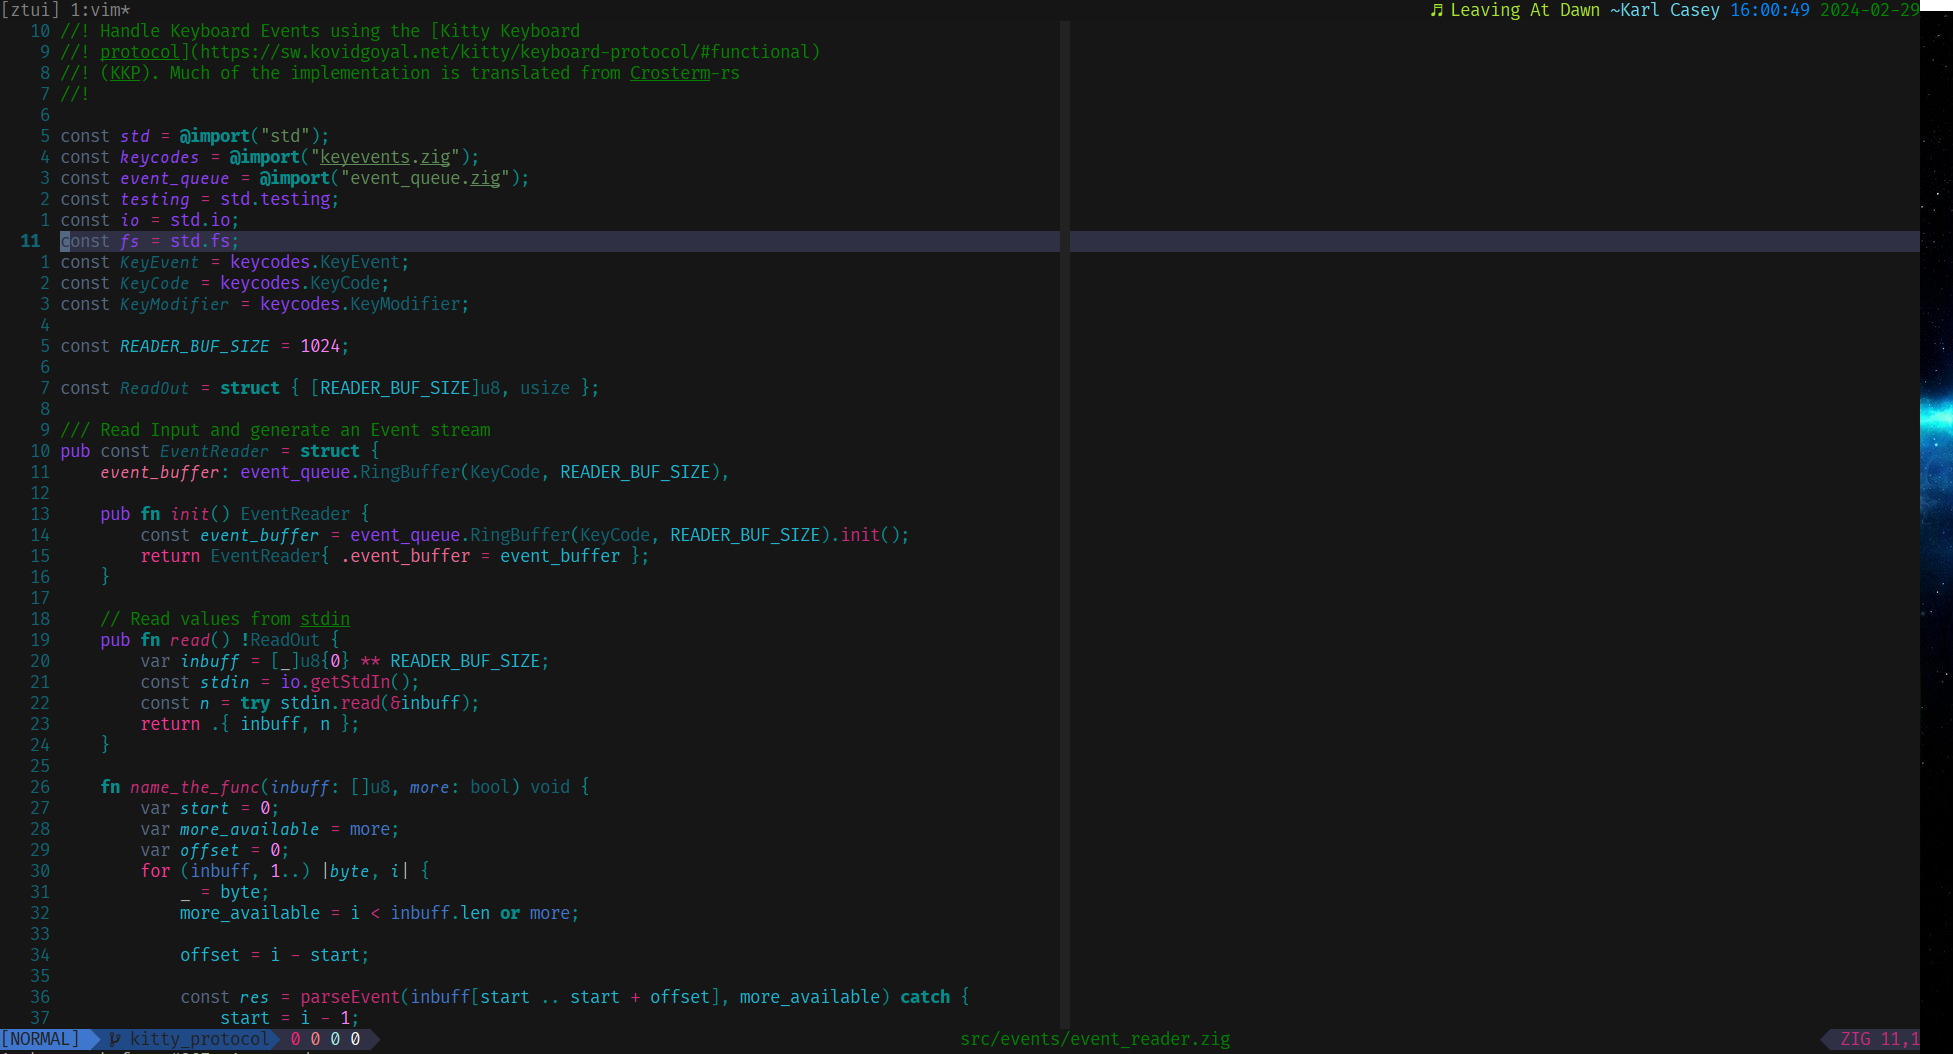 [ztui] 1:vim* ♬ Leaving At Dawn ~Karl Casey 16:00:49 2024-02-29
10 //! Handle Keyboard Events using the [Kitty Keyboard
9 //! protocol](https://sw.kovidgoyal.net/kitty/keyboard-protocol/#functional)
8 //! (KKP). Much of the implementation is translated from Crosterm-rs
7 //!
6
5 const std = @import("std");
4 const keycodes = @import("keyevents.zig");
3 const event_queue = @import("event_queue.zig");
2 const testing = std.testing;
1 const io = std.io;
11 const fs = std.fs;
1 const KeyEvent = keycodes.KeyEvent;
2 const KeyCode = keycodes.KeyCode;
3 const KeyModifier = keycodes.KeyModifier;
4
5 const READER_BUF_SIZE = 1024;
6
7 const ReadOut = struct { [READER_BUF_SIZE]u8, usize };
8
9 /// Read Input and generate an Event stream
10 pub const EventReader = struct {
11     event_buffer: event_queue.RingBuffer(KeyCode, READER_BUF_SIZE),
12
13     pub fn init() EventReader {
14         const event_buffer = event_queue.RingBuffer(KeyCode, READER_BUF_SIZE).init();
15         return EventReader{ .event_buffer = event_buffer };
16     }
17
18     // Read values from stdin
19     pub fn read() !ReadOut {
20         var inbuff = [_]u8{0} ** READER_BUF_SIZE;
21         const stdin = io.getStdIn();
22         const n = try stdin.read(&inbuff);
23         return .{ inbuff, n };
24     }
25
26     fn name_the_func(inbuff: []u8, more: bool) void {
27         var start = 0;
28         var more_available = more;
29         var offset = 0;
30         for (inbuff, 1..) |byte, i| {
31             _ = byte;
32             more_available = i < inbuff.len or more;
33
34             offset = i - start;
35
36             const res = parseEvent(inbuff[start .. start + offset], more_available) catch {
37                 start = i - 1;
[NORMAL] kitty_protocol 0 0 0 0 src/events/event_reader.zig ZIG 11,1